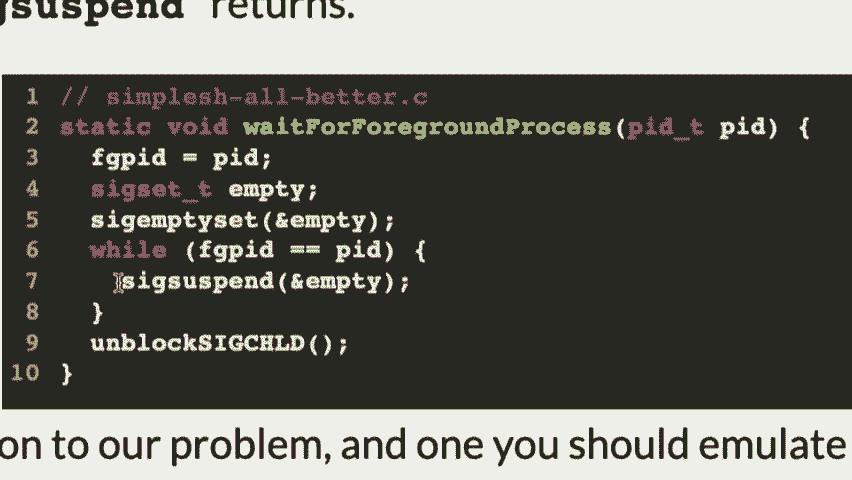 gsuspend returns.
1 // simplesh-all-better.c
2 static void waitForForegroundProcess(pid_t pid) {
3 fgpid = pid;
4 sigset_t empty;
5 sigemptyset(&empty);
6 while (fgpid == pid) {
7 sigsuspend(&empty);
8 }
9 unblockSIGCHLD();
10 }
on to our problem, and one you should emulate